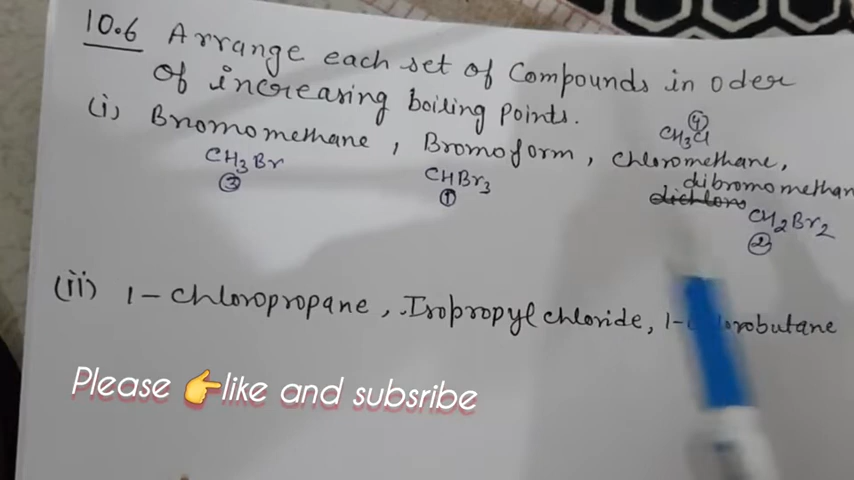 10.6 Arrange each set of Compounds in oder
of increasing boiling points.
(i) Bromomethane, Bromoform, chloromethane,
CH3Br CHBr3 CH3Cl
③ ① ④
dibromomethan
dichloro CH2Br2
②
(ii) 1-chloropropane, Isopropyl chloride, 1-
Please 👉like and subsribe